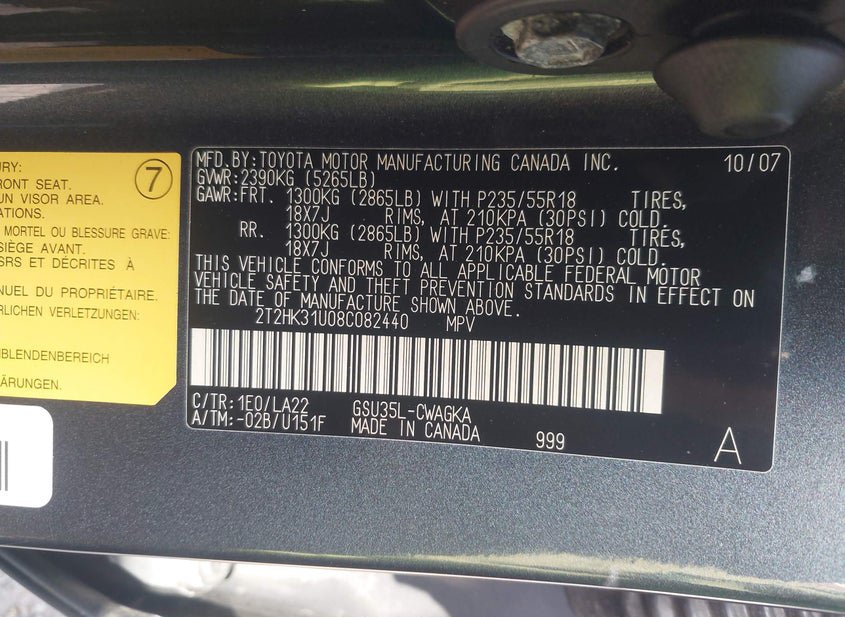 URY:
RONT SEAT.
UN VISOR AREA.
ATIONS.
7
MORTEL OU BLESSURE GRAVE:
SIÈGE AVANT.
SRS ET DÉCRITES À
NUEL DU PROPRIÉTAIRE.
RLICHEN VERLETZUNGEN:
NBLENDENBEREICH
ÄRUNGEN.
MFD.BY:TOYOTA MOTOR MANUFACTURING CANADA INC. 10/07
GVWR:2390KG (5265LB)
GAWR:FRT. 1300KG (2865LB) WITH P235/55R18 TIRES,
18X7J RIMS, AT 210KPA (30PSI) COLD.
RR. 1300KG (2865LB) WITH P235/55R18 TIRES,
18X7J RIMS, AT 210KPA (30PSI) COLD.
THIS VEHICLE CONFORMS TO ALL APPLICABLE FEDERAL MOTOR
VEHICLE SAFETY AND THEFT PREVENTION STANDARDS IN EFFECT ON
THE DATE OF MANUFACTURE SHOWN ABOVE.
2T2HK31U08C082440 MPV
C/TR:1E0/LA22 GSU35L-CWAGKA
A/TM:-02B/U151F MADE IN CANADA 999 A